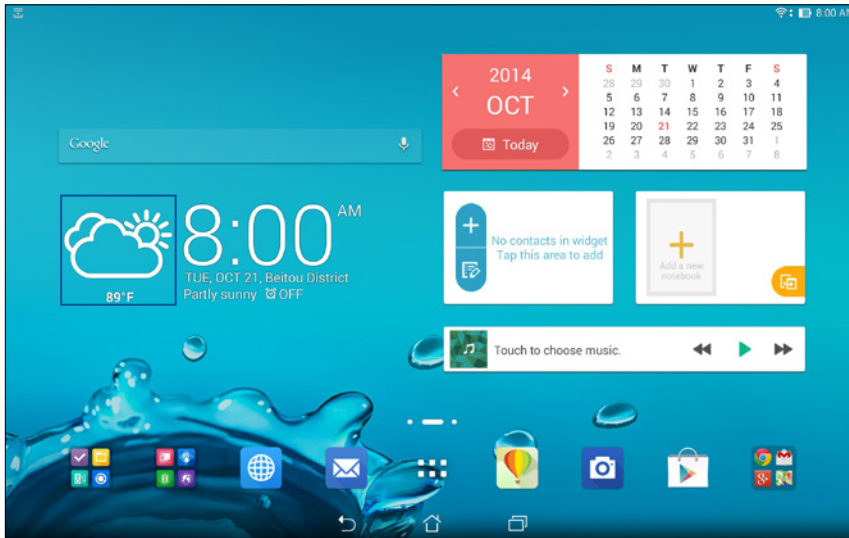 8:00 AM
2014
OCT
Today
S M T W T F S
28 29 30 1 2 3 4
5 6 7 8 9 10 11
12 13 14 15 16 17 18
19 20 21 22 23 24 25
26 27 28 29 30 31 1
2 3 4 5 6 7 8
Google
8:00 AM
TUE, OCT 21, Beitou District
Partly sunny OFF
89°F
No contacts in widget
Tap this area to add
Add a new
notebook
Touch to choose music.